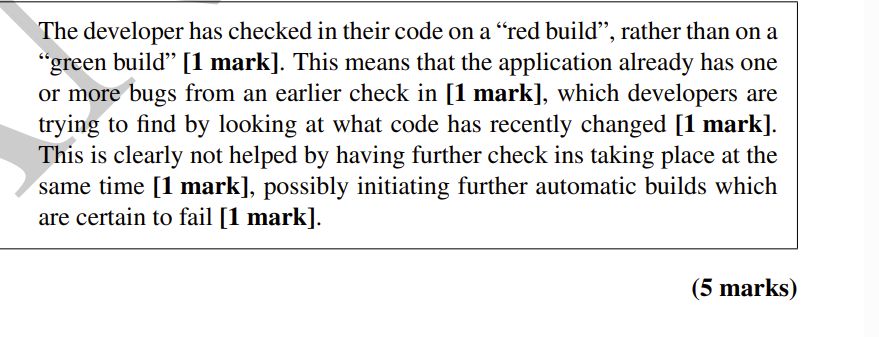 The developer has checked in their code on a “red build”, rather than on a
“green build” [1 mark]. This means that the application already has one
or more bugs from an earlier check in [1 mark], which developers are
trying to find by looking at what code has recently changed [1 mark].
This is clearly not helped by having further check ins taking place at the
same time [1 mark], possibly initiating further automatic builds which
are certain to fail [1 mark].
(5 marks)